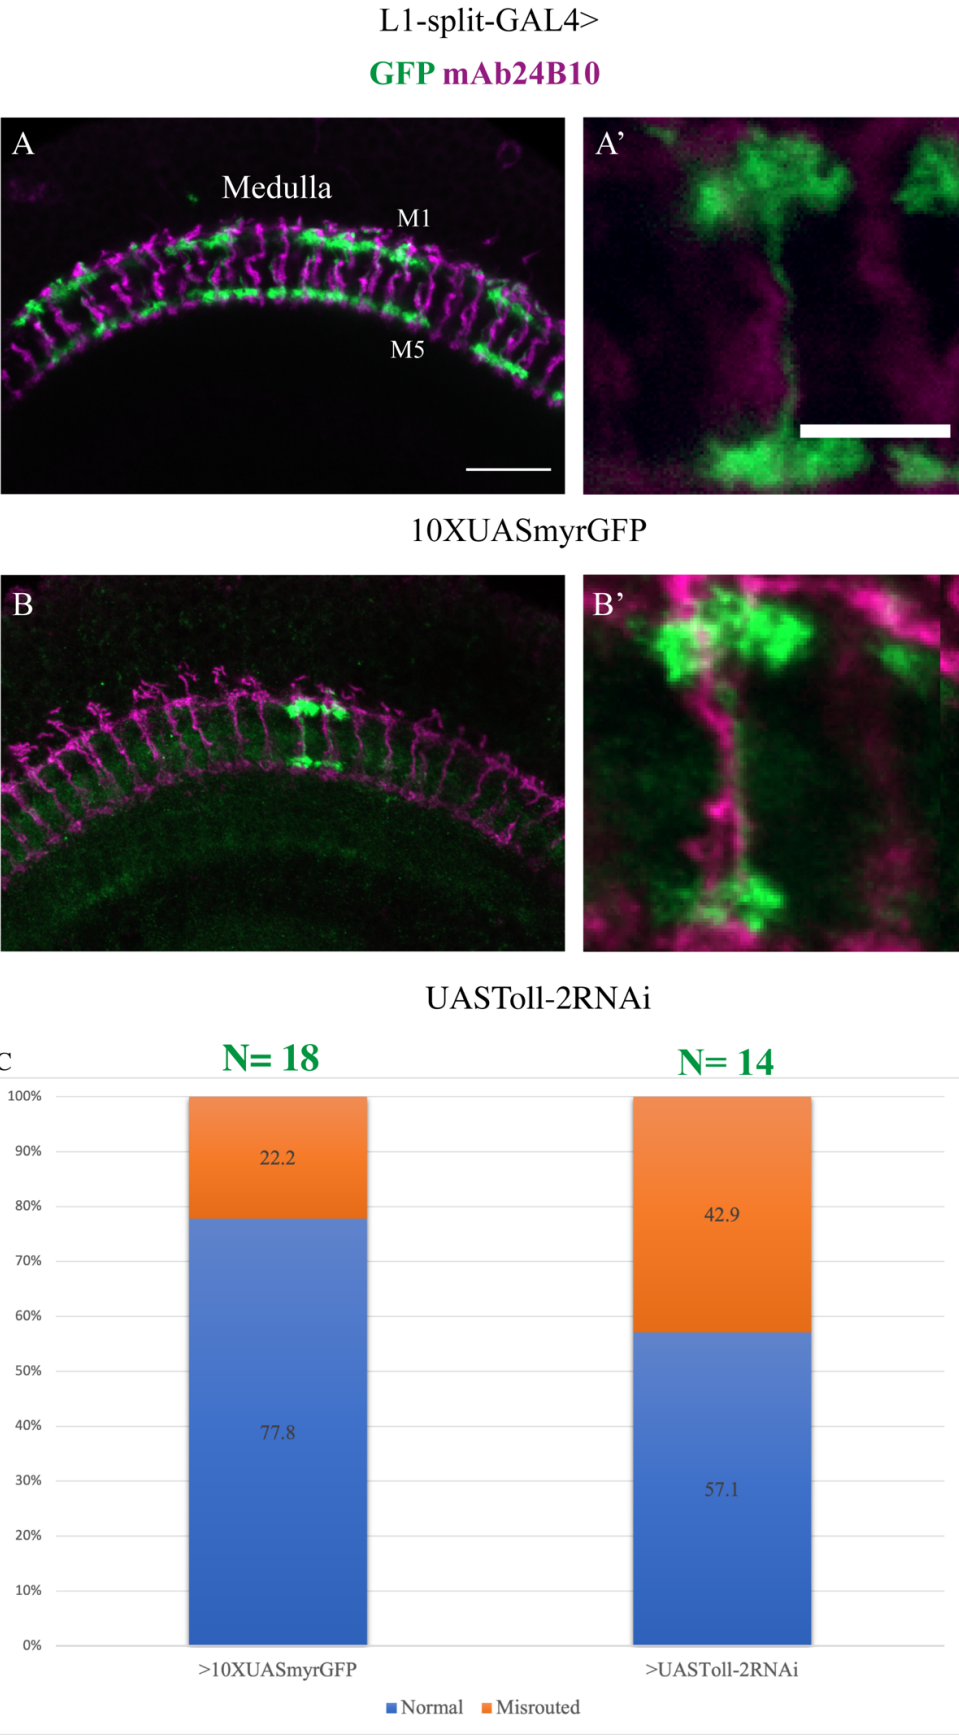 L1-split-GAL4>
GFP mAb24B10
A
A’
Medulla
M1
M5
10XUASmyrGFP
B
B’
UASToll-2RNAi
C
N= 18
N= 14
100%
90%
80%
70%
60%
50%
40%
30%
20%
10%
0%
22.2
42.9
77.8
57.1
>10XUASmyrGFP
>UASToll-2RNAi
Normal Misrouted